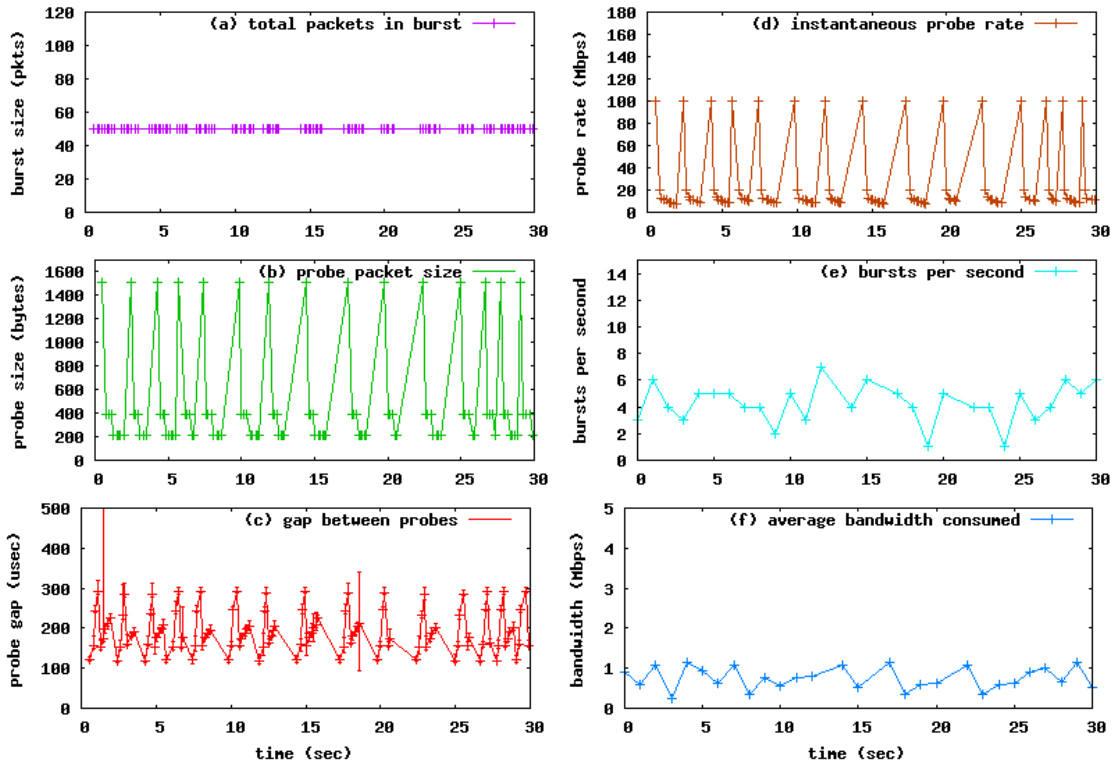 (a) total packets in burst
burst size (pkts)
120
100
80
60
40
20
0
0 5 10 15 20 25 30
(d) instantaneous probe rate
probe rate (Mbps)
180
160
140
120
100
80
60
40
20
0
0 5 10 15 20 25 30
(b) probe packet size
probe size (bytes)
1600
1400
1200
1000
800
600
400
200
0
0 5 10 15 20 25 30
(e) bursts per second
bursts per second
14
12
10
8
6
4
2
0
0 5 10 15 20 25 30
(c) gap between probes
probe gap (usec)
500
400
300
200
100
0
0 5 10 15 20 25 30
time (sec)
(f) average bandwidth consumed
bandwidth (Mbps)
5
4
3
2
1
0
0 5 10 15 20 25 30
time (sec)